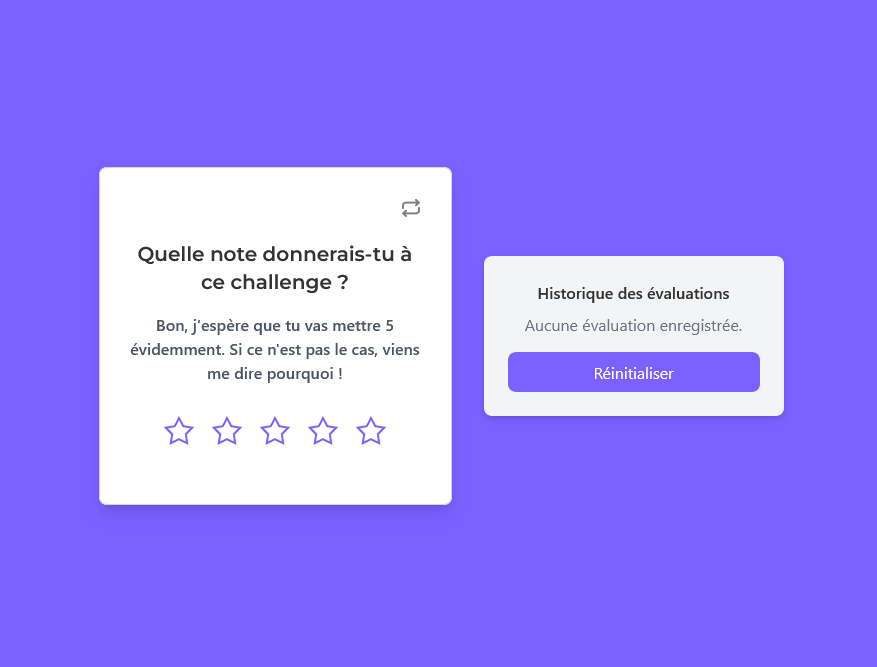 Quelle note donnerais-tu à
ce challenge ?
Bon, j'espère que tu vas mettre 5
évidemment. Si ce n'est pas le cas, viens
me dire pourquoi !
Historique des évaluations
Aucune évaluation enregistrée.
Réinitialiser